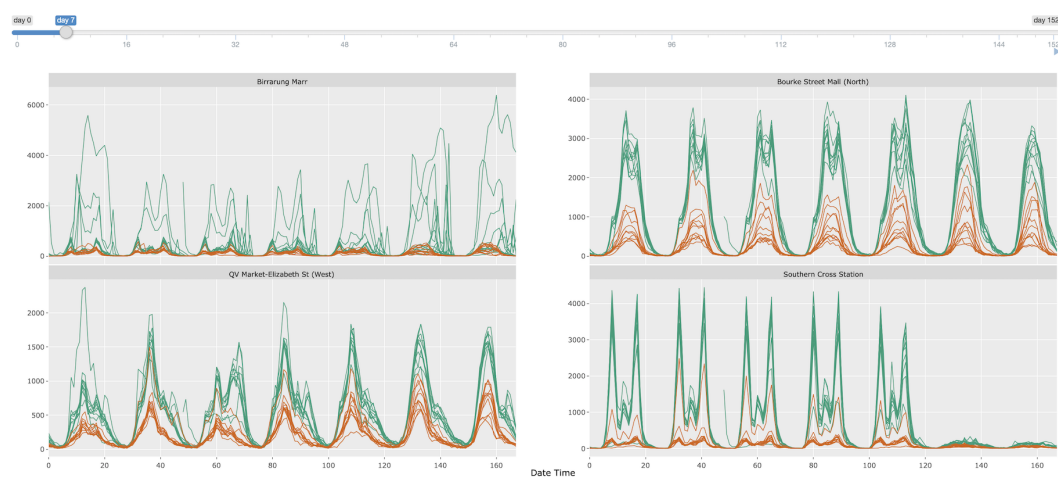 day 0 day 7 day 152
0 16 32 48 64 80 96 112 128 144 152
Birrarung Marr
6000
4000
2000
0
Bourke Street Mall (North)
4000
3000
2000
1000
0
QV Market-Elizabeth St (West)
2000
1500
1000
500
0
0 20 40 60 80 100 120 140 160
Southern Cross Station
4000
3000
2000
1000
0
0 20 40 60 80 100 120 140 160
Date Time